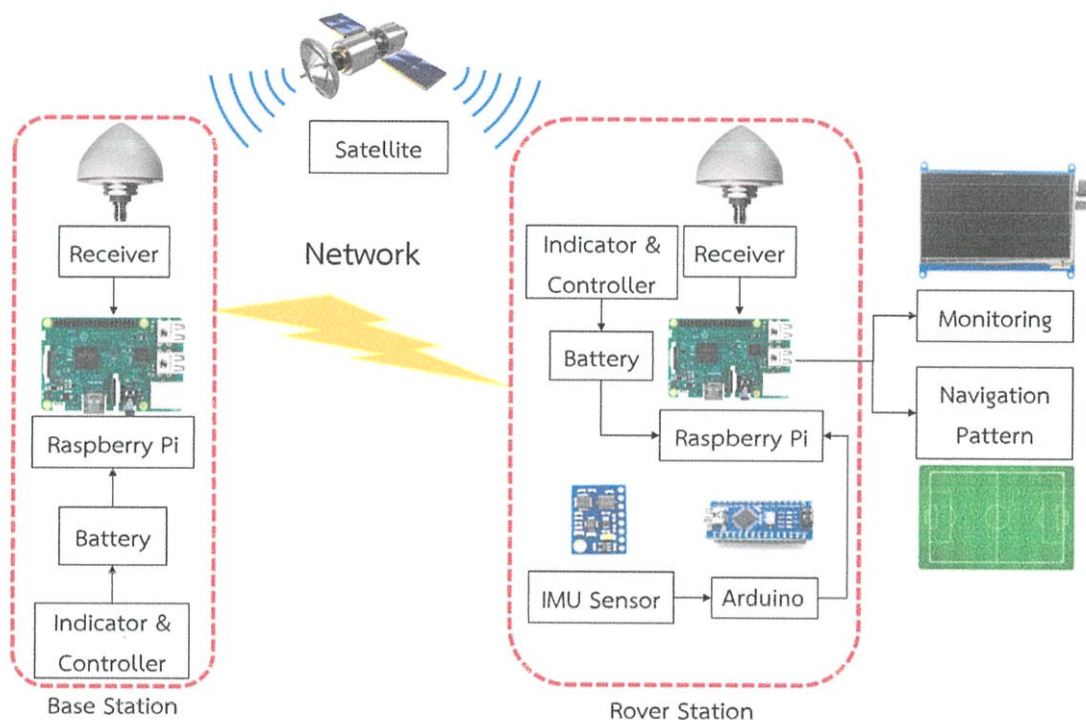 Satellite
Network
Receiver
Raspberry Pi
Battery
Indicator &
Controller
Base Station
Indicator &
Controller
Receiver
Battery
Raspberry Pi
IMU Sensor
Arduino
Rover Station
Monitoring
Navigation
Pattern